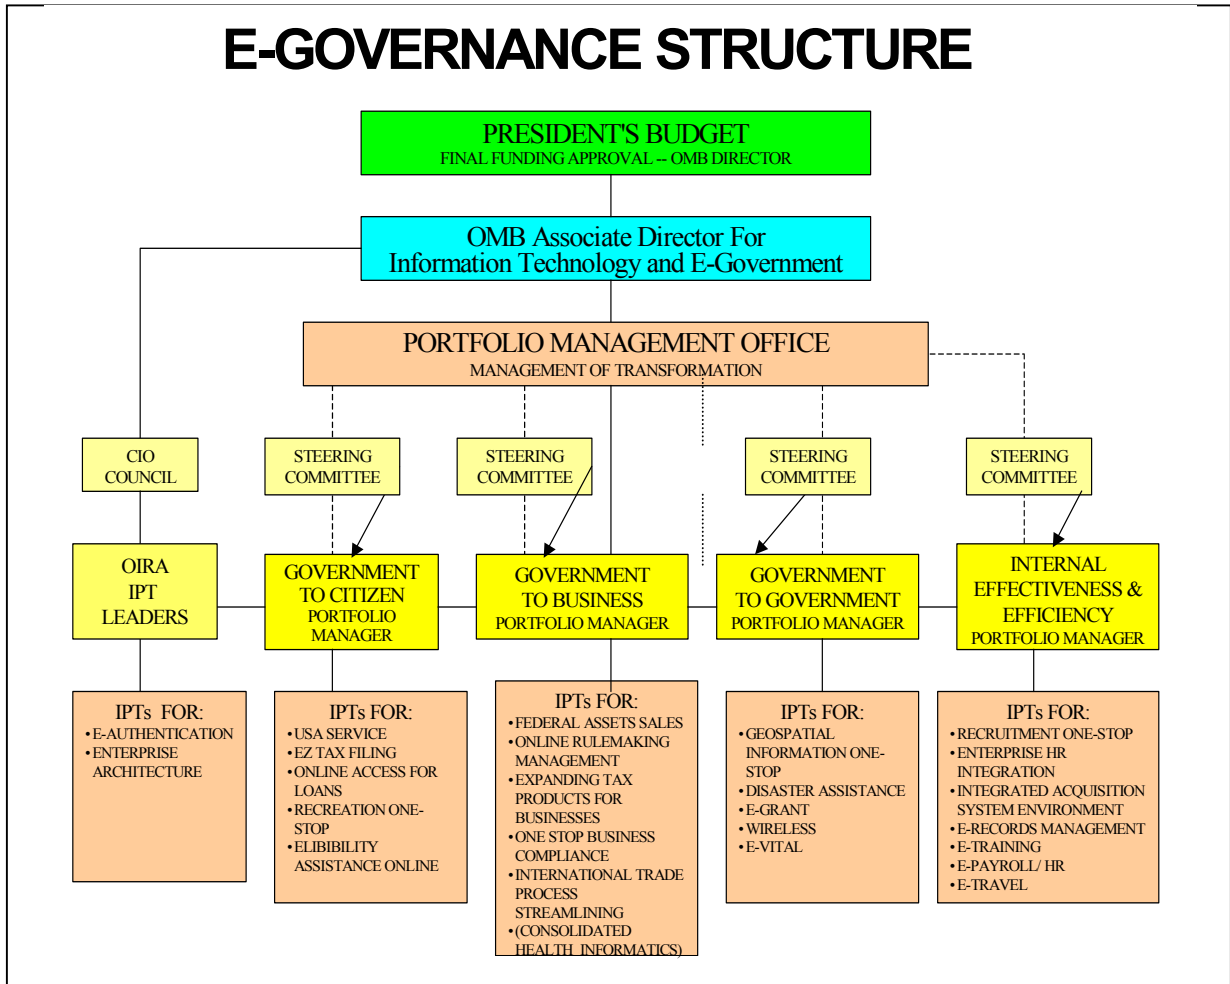 E-GOVERNANCE STRUCTURE
PRESIDENT'S BUDGET
FINAL FUNDING APPROVAL -- OMB DIRECTOR
OMB Associate Director For
Information Technology and E-Government
PORTFOLIO MANAGEMENT OFFICE
MANAGEMENT OF TRANSFORMATION
CIO
COUNCIL
STEERING
COMMITTEE
STEERING
COMMITTEE
STEERING
COMMITTEE
STEERING
COMMITTEE
OIRA
IPT
LEADERS
GOVERNMENT
TO CITIZEN
PORTFOLIO
MANAGER
GOVERNMENT
TO BUSINESS
PORTFOLIO MANAGER
GOVERNMENT
TO GOVERNMENT
PORTFOLIO MANAGER
INTERNAL
EFFECTIVENESS &
EFFICIENCY
PORTFOLIO MANAGER
IPTs FOR:
• E-AUTHENTICATION
• ENTERPRISE
ARCHITECTURE
IPTs FOR:
• USA SERVICE
• EZ TAX FILING
• ONLINE ACCESS FOR
LOANS
• RECREATION ONE-
STOP
• ELIBIBILITY
ASSISTANCE ONLINE
IPTs FOR:
• FEDERAL ASSETS SALES
• ONLINE RULEMAKING
MANAGEMENT
• EXPANDING TAX
PRODUCTS FOR
BUSINESSES
• ONE STOP BUSINESS
COMPLIANCE
• INTERNATIONAL TRADE
PROCESS
STREAMLINING
• (CONSOLIDATED
HEALTH INFORMATICS)
IPTs FOR:
• GEOSPATIAL
INFORMATION ONE-
STOP
• DISASTER ASSISTANCE
• E-GRANT
• WIRELESS
• E-VITAL
IPTs FOR:
• RECRUITMENT ONE-STOP
• ENTERPRISE HR
INTEGRATION
• INTEGRATED ACQUISITION
SYSTEM ENVIRONMENT
• E-RECORDS MANAGEMENT
• E-TRAINING
• E-PAYROLL/ HR
• E-TRAVEL